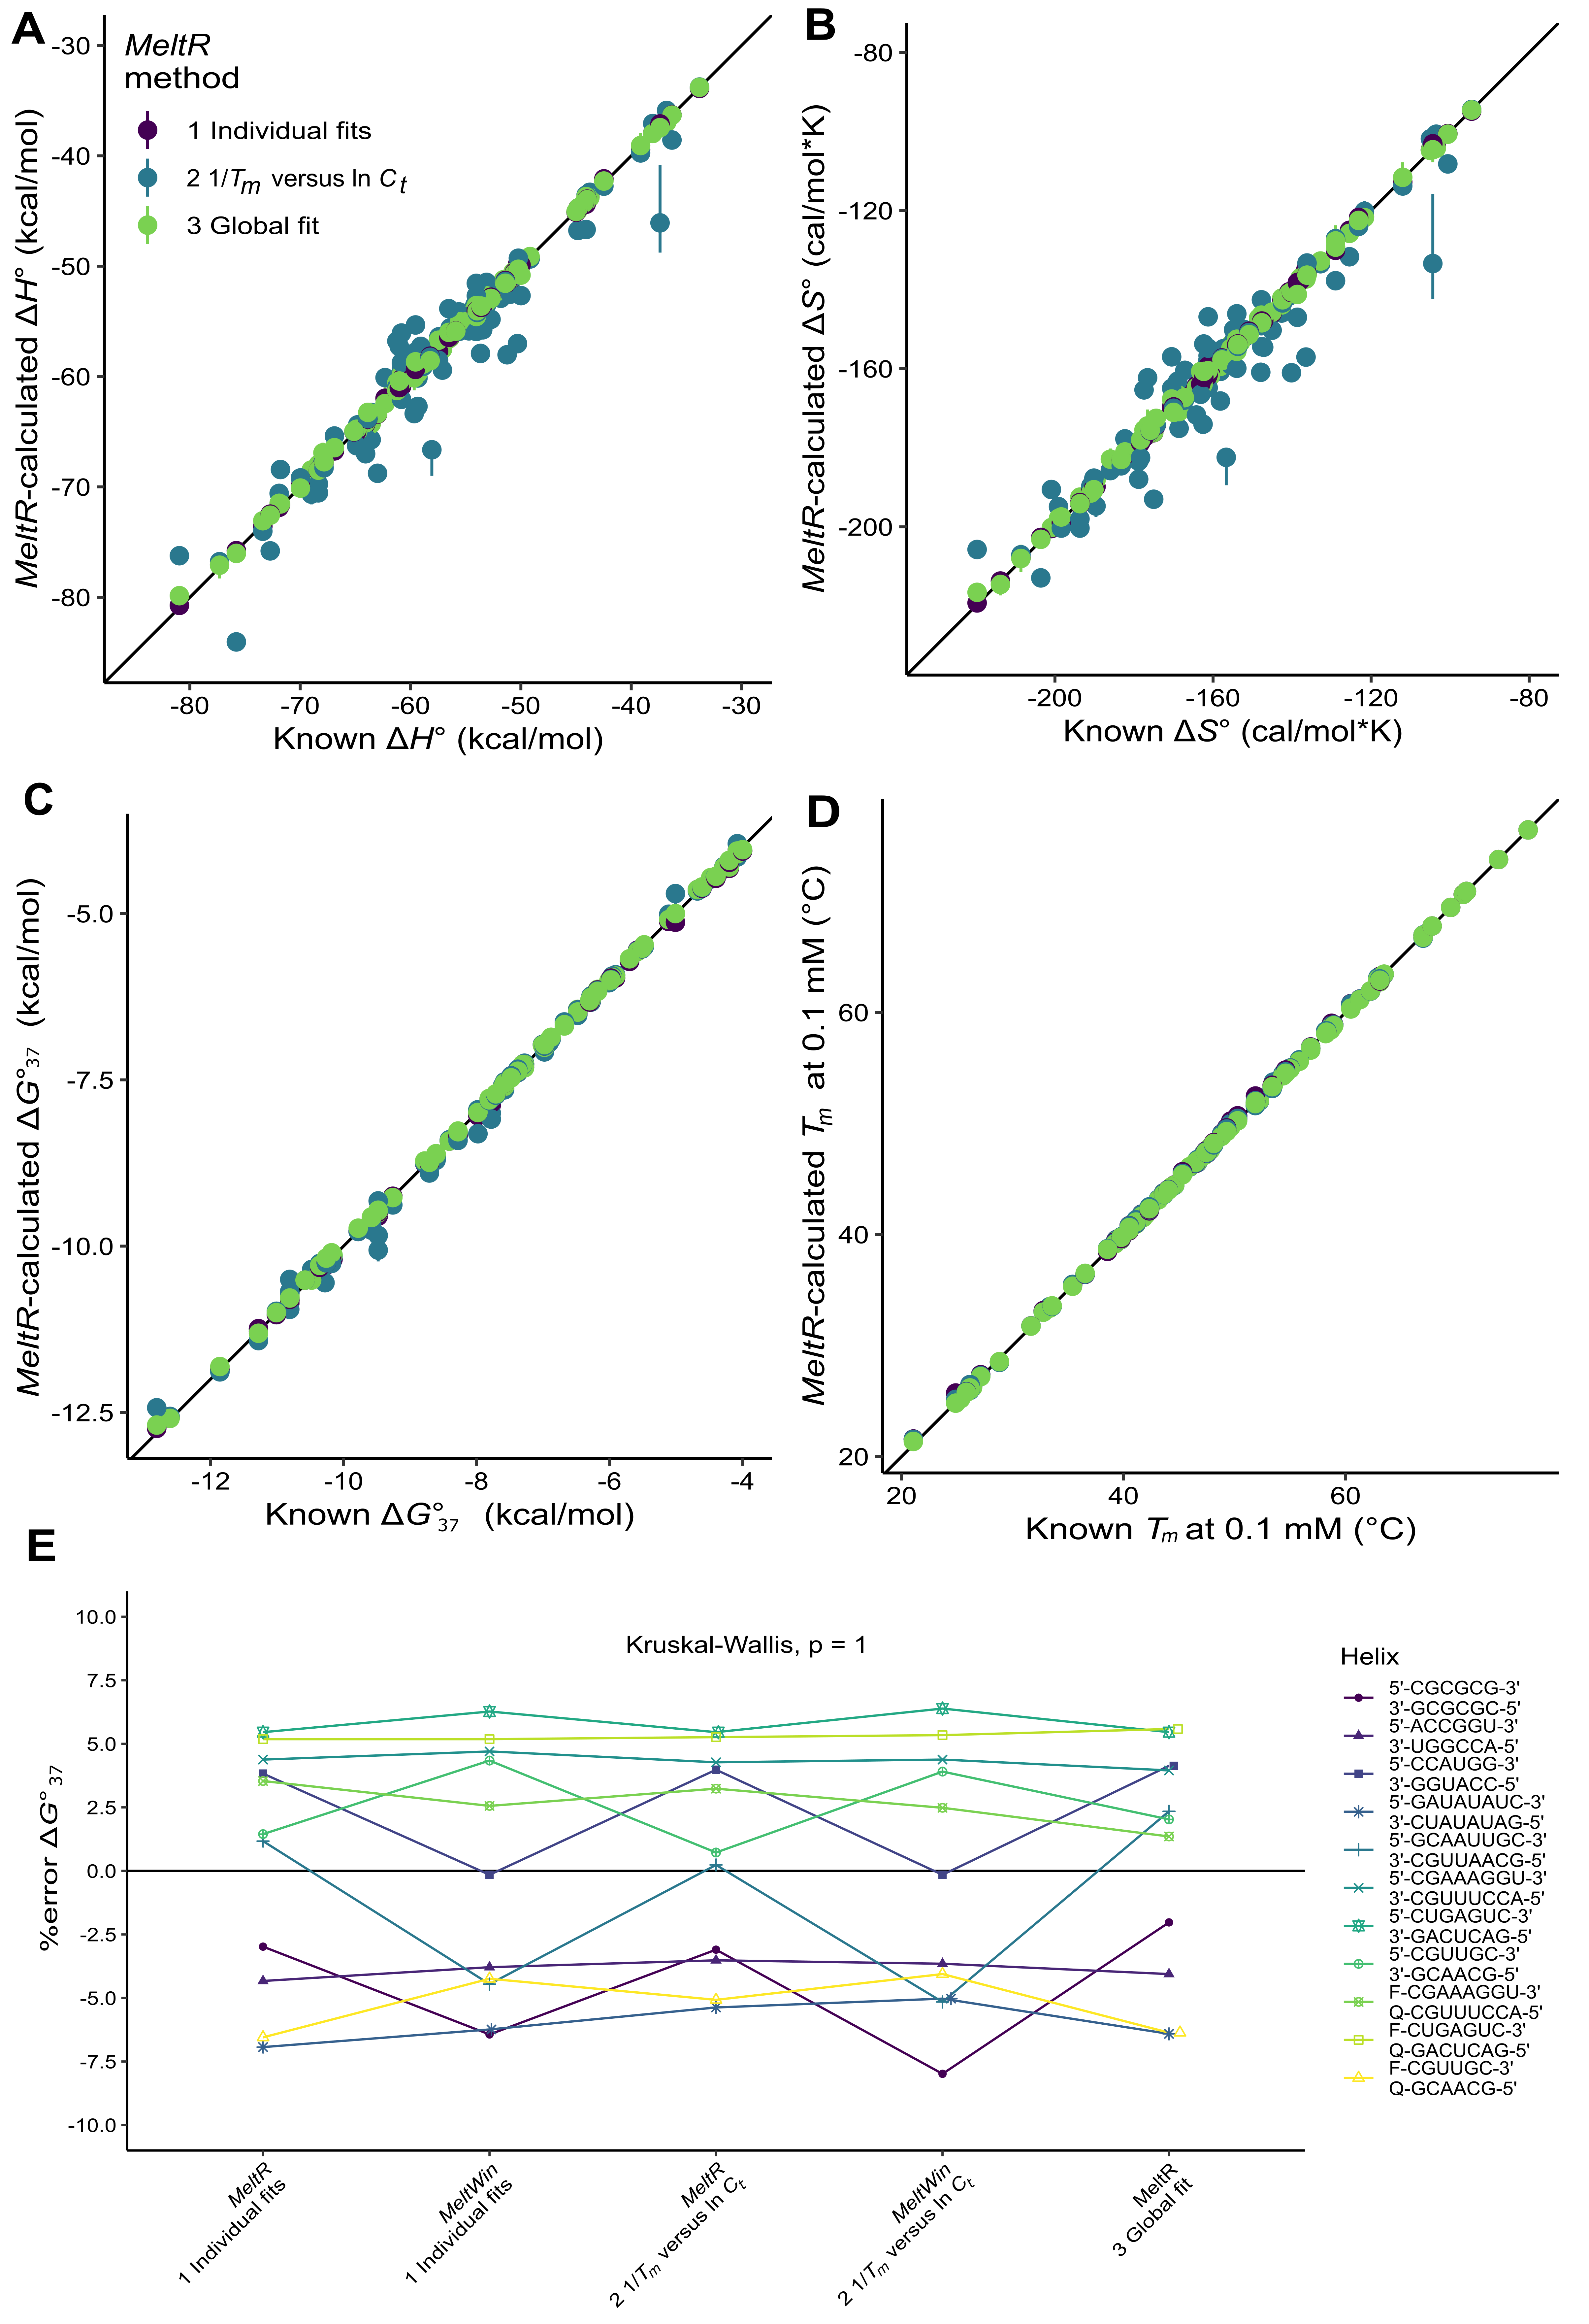 A
MeltR
method
1 Individual fits
2 1/Tm versus ln Ct
3 Global fit
-30
-40
-50
-60
-70
-80
MeltR-calculated ΔH° (kcal/mol)
-80 -70 -60 -50 -40 -30
Known ΔH° (kcal/mol)
B
-80
-120
-160
-200
MeltR-calculated ΔS° (cal/mol*K)
-200 -160 -120 -80
Known ΔS° (cal/mol*K)
C
-5.0
-7.5
-10.0
-12.5
MeltR-calculated ΔG°37 (kcal/mol)
-12 -10 -8 -6 -4
Known ΔG°37 (kcal/mol)
D
60
40
20
MeltR-calculated Tm at 0.1 mM (°C)
20 40 60
Known Tm at 0.1 mM (°C)
E
Kruskal-Wallis, p = 1
10.0
7.5
5.0
2.5
0.0
-2.5
-5.0
-7.5
-10.0
%error ΔG°37
MeltR
1 Individual fits
MeltWin
1 Individual fits
MeltR
2 1/Tm versus ln Ct
MeltWin
2 1/Tm versus ln Ct
MeltR
3 Global fit
Helix
5'-CGCGCG-3'
3'-GCGCGC-5'
5'-ACCGGU-3'
3'-UGGCCA-5'
5'-CCAUGG-3'
3'-GGUACC-5'
5'-GAUAUAUC-3'
3'-CUAUAUAG-5'
5'-GCAAUUGC-3'
3'-CGUUAACG-5'
5'-CGAAAGGU-3'
3'-CGUUUCCA-5'
5'-CUGAGUC-3'
3'-GACUCAG-5'
5'-CGUUGC-3'
3'-GCAACG-5'
F-CGAAAGGU-3'
Q-CGUUUCCA-5'
F-CUGAGUC-3'
Q-GACUCAG-5'
F-CGUUGC-3'
Q-GCAACG-5'